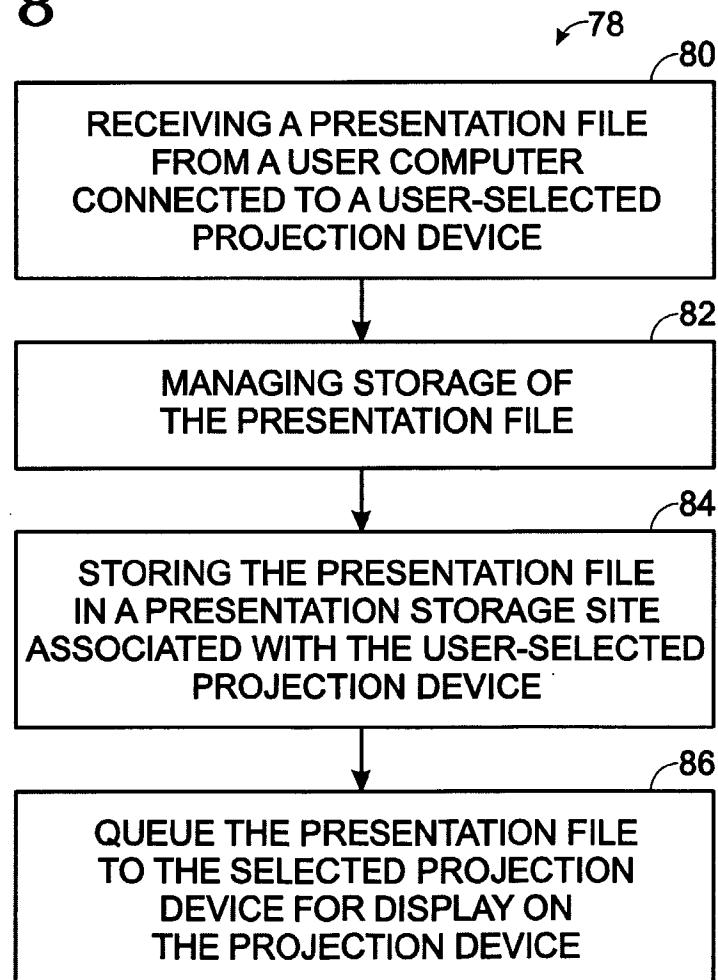 8
78
80
RECEIVING A PRESENTATION FILE
FROM A USER COMPUTER
CONNECTED TO A USER-SELECTED
PROJECTION DEVICE
82
MANAGING STORAGE OF
THE PRESENTATION FILE
84
STORING THE PRESENTATION FILE
IN A PRESENTATION STORAGE SITE
ASSOCIATED WITH THE USER-SELECTED
PROJECTION DEVICE
86
QUEUE THE PRESENTATION FILE
TO THE SELECTED PROJECTION
DEVICE FOR DISPLAY ON
THE PROJECTION DEVICE